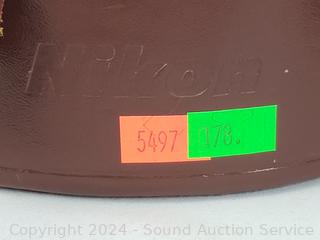 Nikon
5497
178.
Copyright 2024 - Sound Auction Service